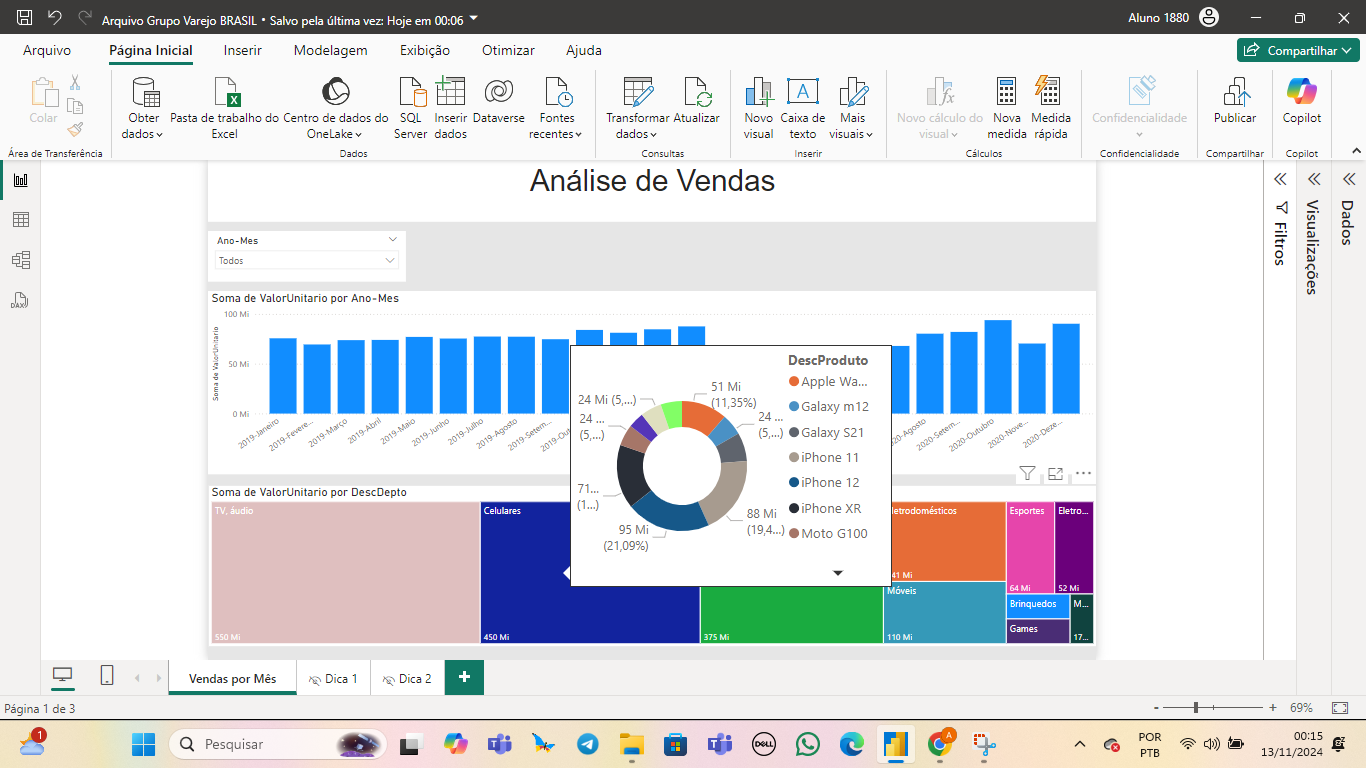 Arquivo Grupo Varejo BRASIL • Salvo pela última vez: Hoje em 00:06
Aluno 1880
Arquivo
Página Inicial
Inserir
Modelagem
Exibição
Otimizar
Ajuda
Compartilhar
Colar
Obter
dados
Pasta de trabalho do
Excel
Centro de dados do
OneLake
SQL
Server
Inserir
dados
Dataverse
Fontes
recentes
Transformar
dados
Atualizar
Novo
visual
Caixa de
texto
Mais
visuais
Novo cálculo do
visual
Nova
medida
Medida
rápida
Confidencialidade
Publicar
Copilot
Área de Transferência
Dados
Consultas
Inserir
Cálculos
Confidencialidade
Compartilhar
Copilot
Análise de Vendas
Filtros
Visualizações
Dados
Ano-Mes
Todos
Soma de ValorUnitario por Ano-Mes
Soma de ValorUnitario
100 Mi
50 Mi
0 Mi
2019-Janeiro
2019-Fevere...
2019-Março
2019-Abril
2019-Maio
2019-Junho
2019-Julho
2019-Agosto
2019-Setem...
2020-Agosto
2020-Setem...
2020-Outubro
2020-Nove...
2020-Deze...
DescProduto
Apple Wa...
Galaxy m12
Galaxy S21
iPhone 11
iPhone 12
iPhone XR
Moto G100
51 Mi
(11,35%)
24 ...
(5,...)
88 Mi
(19,4...)
95 Mi
(21,09%)
71...
(1...)
24 ...
(5,...)
24 Mi (5,...)
Soma de ValorUnitario por DescDepto
TV, áudio
550 Mi
Celulares
450 Mi
375 Mi
41 Mi
Móveis
110 Mi
Esportes
64 Mi
Eletro...
52 Mi
Brinquedos
Games
M...
17...
Vendas por Mês
Dica 1
Dica 2
Página 1 de 3
69%
1
Pesquisar
DELL
A
POR
PTB
00:15
13/11/2024